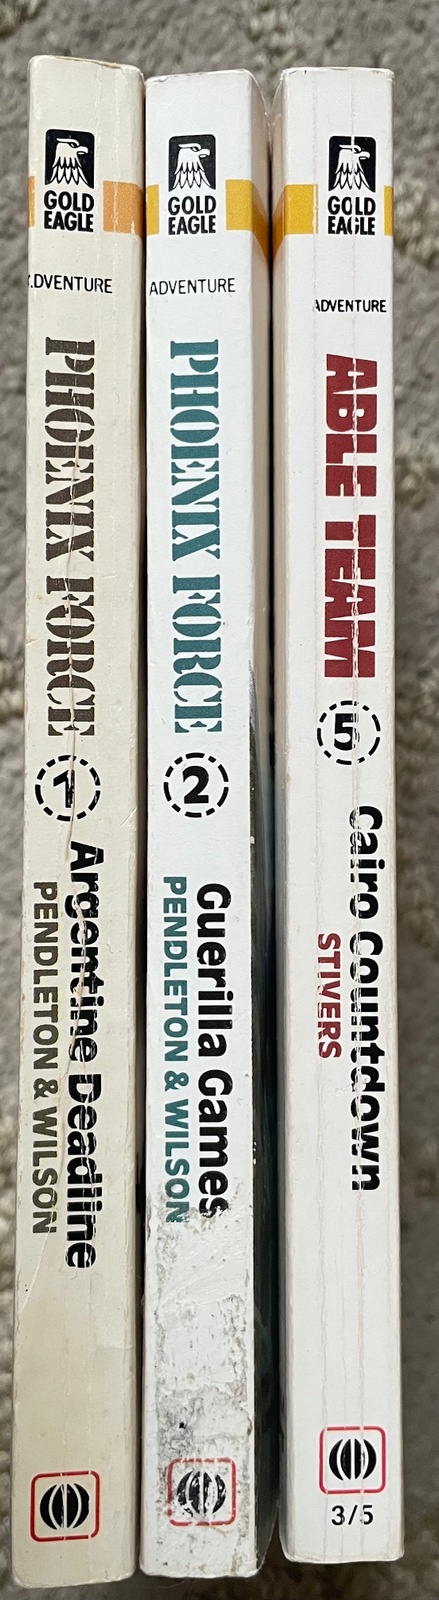 GOLD
EAGLE
ADVENTURE
PHOENIX FORCE
1
Argentine Deadline
PENDLETON & WILSON
GOLD
EAGLE
ADVENTURE
PHOENIX FORCE
2
Guerilla Games
PENDLETON & WILSON
GOLD
EAGLE
ADVENTURE
ABLE TEAM
5
Cairo Countdown
STIVERS
3/5